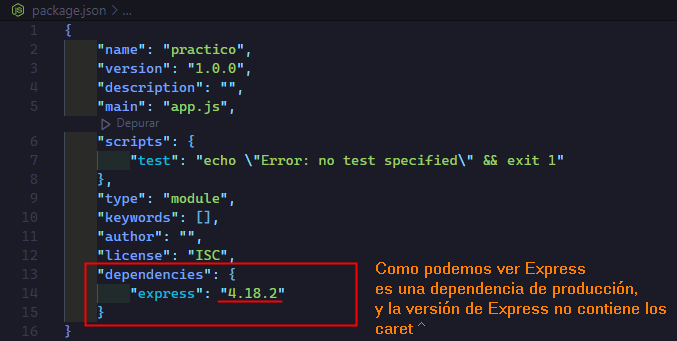 package.json > ...
1 {
2 "name": "practico",
3 "version": "1.0.0",
4 "description": "",
5 "main": "app.js",
Depurar
6 "scripts": {
7 "test": "echo \"Error: no test specified\" && exit 1"
8 },
9 "type": "module",
10 "keywords": [],
11 "author": "",
12 "license": "ISC",
13 "dependencies": {
14 "express": "4.18.2"
15 }
16 }
Como podemos ver Express
es una dependencia de producción,
y la versión de Express no contiene los
caret ^